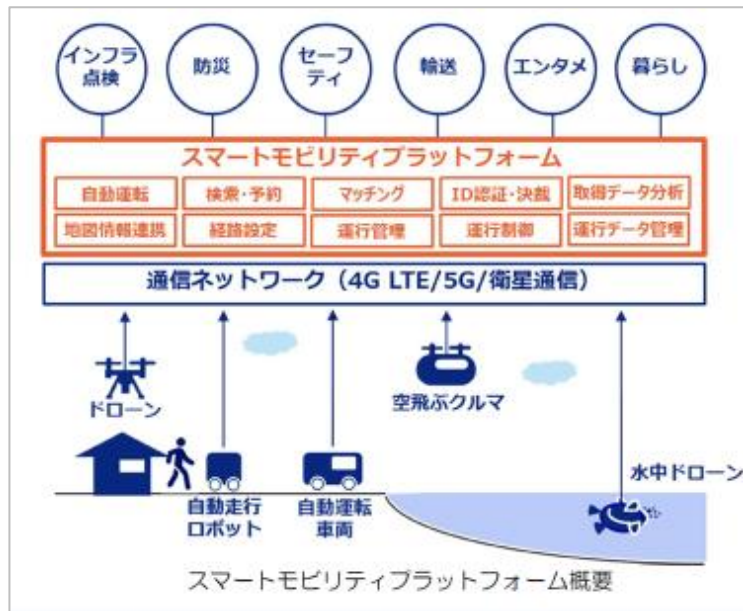 インフラ
点検
防災
セーフ
ティ
輸送
エンタメ
暮らし
スマートモビリティプラットフォーム
自動運転
検索・予約
マッチング
ID認証・決裁
取得データ分析
地図情報連携
経路設定
運行管理
運行制御
運行データ管理
通信ネットワーク（4G LTE/5G/衛星通信）
ドローン
空飛ぶクルマ
水中ドローン
自動走行
ロボット
自動運転
車両
スマートモビリティプラットフォーム概要